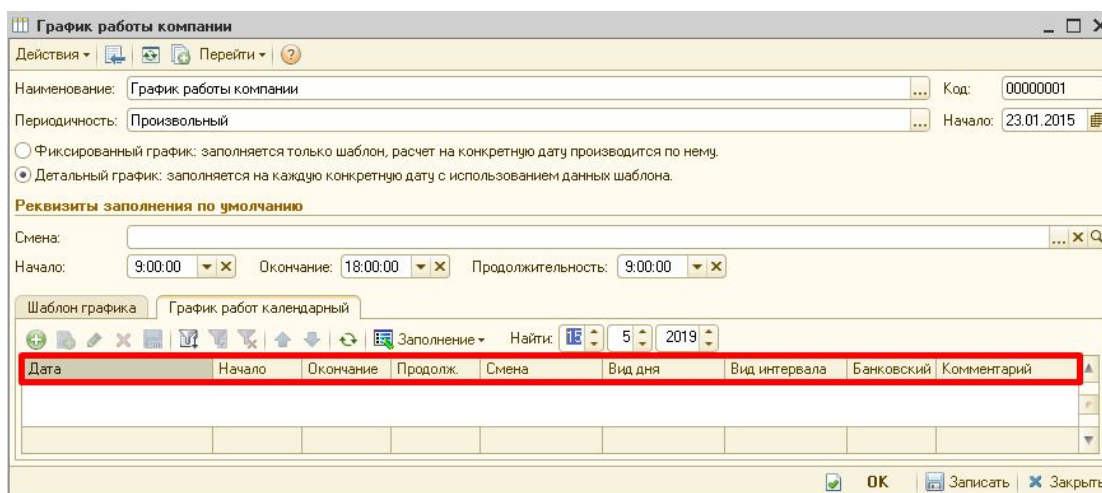 График работы компании
Действия Перейти
Наименование: График работы компании ... Код: 00000001
Периодичность: Произвольный ... Начало: 23.01.2015
Фиксированный график: заполняется только шаблон, расчет на конкретную дату производится по нему.
Детальный график: заполняется на каждую конкретную дату с использованием данных шаблона.
Реквизиты заполнения по умолчанию
Смена: ...
Начало: 9:00:00 Окончание: 18:00:00 Продолжительность: 9:00:00
Шаблон графика График работ календарный
Заполнение Найти: 15 5 2019
Дата Начало Окончание Продолж. Смена Вид дня Вид интервала Банковский Комментарий
OK Записать Закрыть